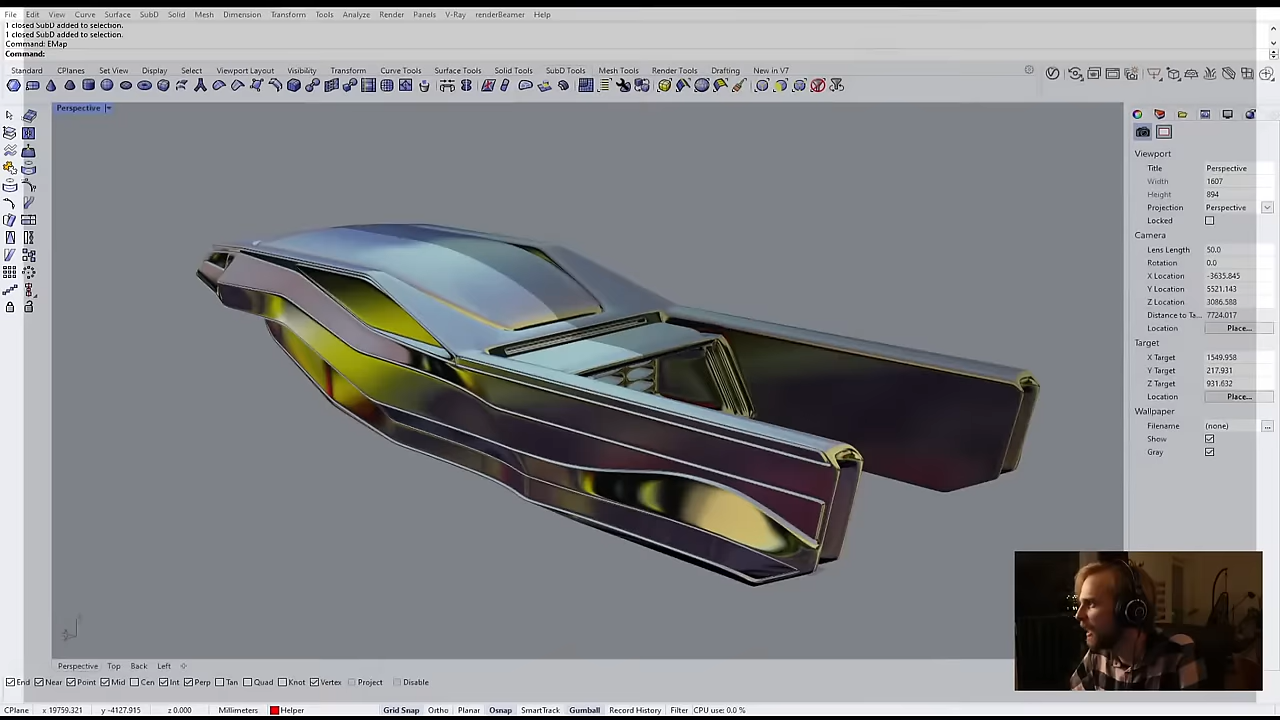 File Edit View Curve Surface SubD Solid Mesh Dimension Transform Tools Analyze Render Panels V-Ray renderBeamer Help
1 closed SubD added to selection.
1 closed SubD added to selection.
Command: EMap
Command:
Standard CPlanes Set View Display Select Viewport Layout Visibility Transform Curve Tools Surface Tools Solid Tools SubD Tools Mesh Tools Render Tools Drafting New in V7
Perspective
Viewport
Title Perspective
Width 1607
Height 894
Projection Perspective
Locked
Camera
Lens Length 50.0
Rotation 0.0
X Location -3635.845
Y Location 5521.143
Z Location 3086.588
Distance to Ta... 7724.017
Location Place...
Target
X Target 1549.958
Y Target 217.931
Z Target 931.632
Location Place...
Wallpaper
Filename (none) ...
Show
Gray
Perspective Top Back Left
End Near Point Mid Cen Int Perp Tan Quad Knot Vertex Project Disable
CPlane x 19759.321 y -4127.915 z 0.000 Millimeters Helper Grid Snap Ortho Planar Osnap SmartTrack Gumball Record History Filter CPU use: 0.0 %